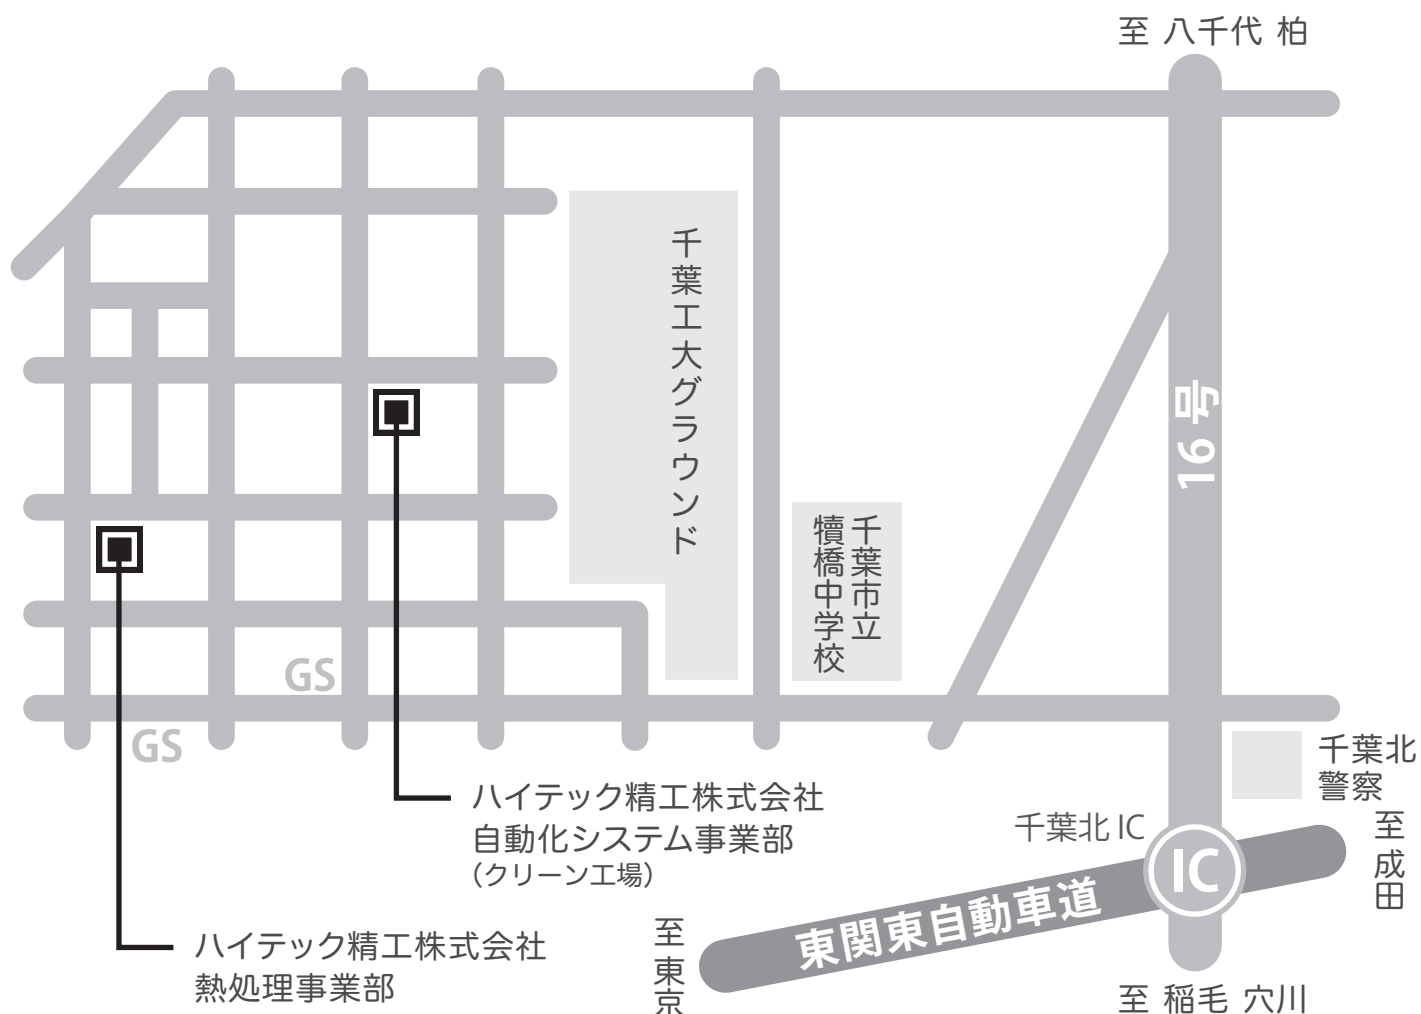 至 八千代 柏
千葉工大グラウンド
16号
千葉市立
犢橋中学校
GS
GS
千葉北
警察
ハイテック精工株式会社
自動化システム事業部
(クリーン工場)
千葉北 IC
IC
至 成田
東関東自動車道
至 東京
ハイテック精工株式会社
熱処理事業部
至 稲毛 穴川